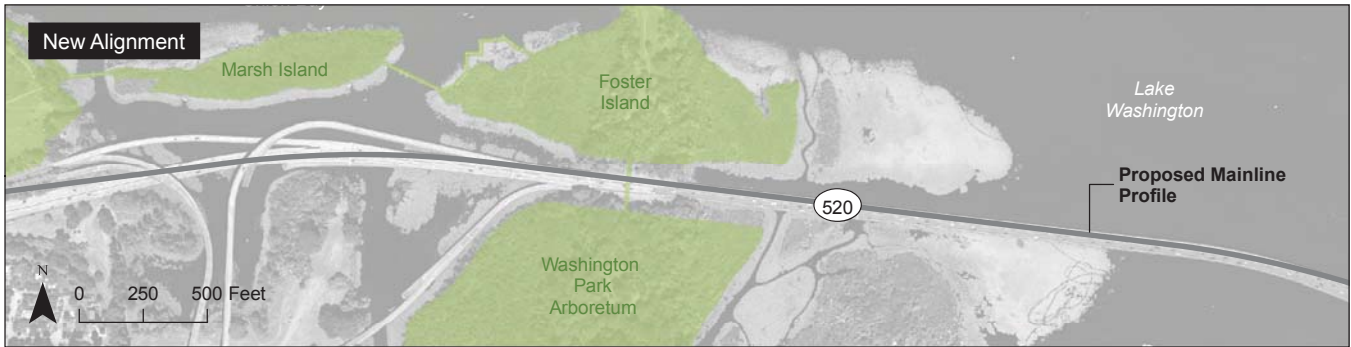 New Alignment
Marsh Island
Foster
Island
Lake
Washington
Proposed Mainline
Profile
520
Washington
Park
Arboretum
N
0 250 500 Feet